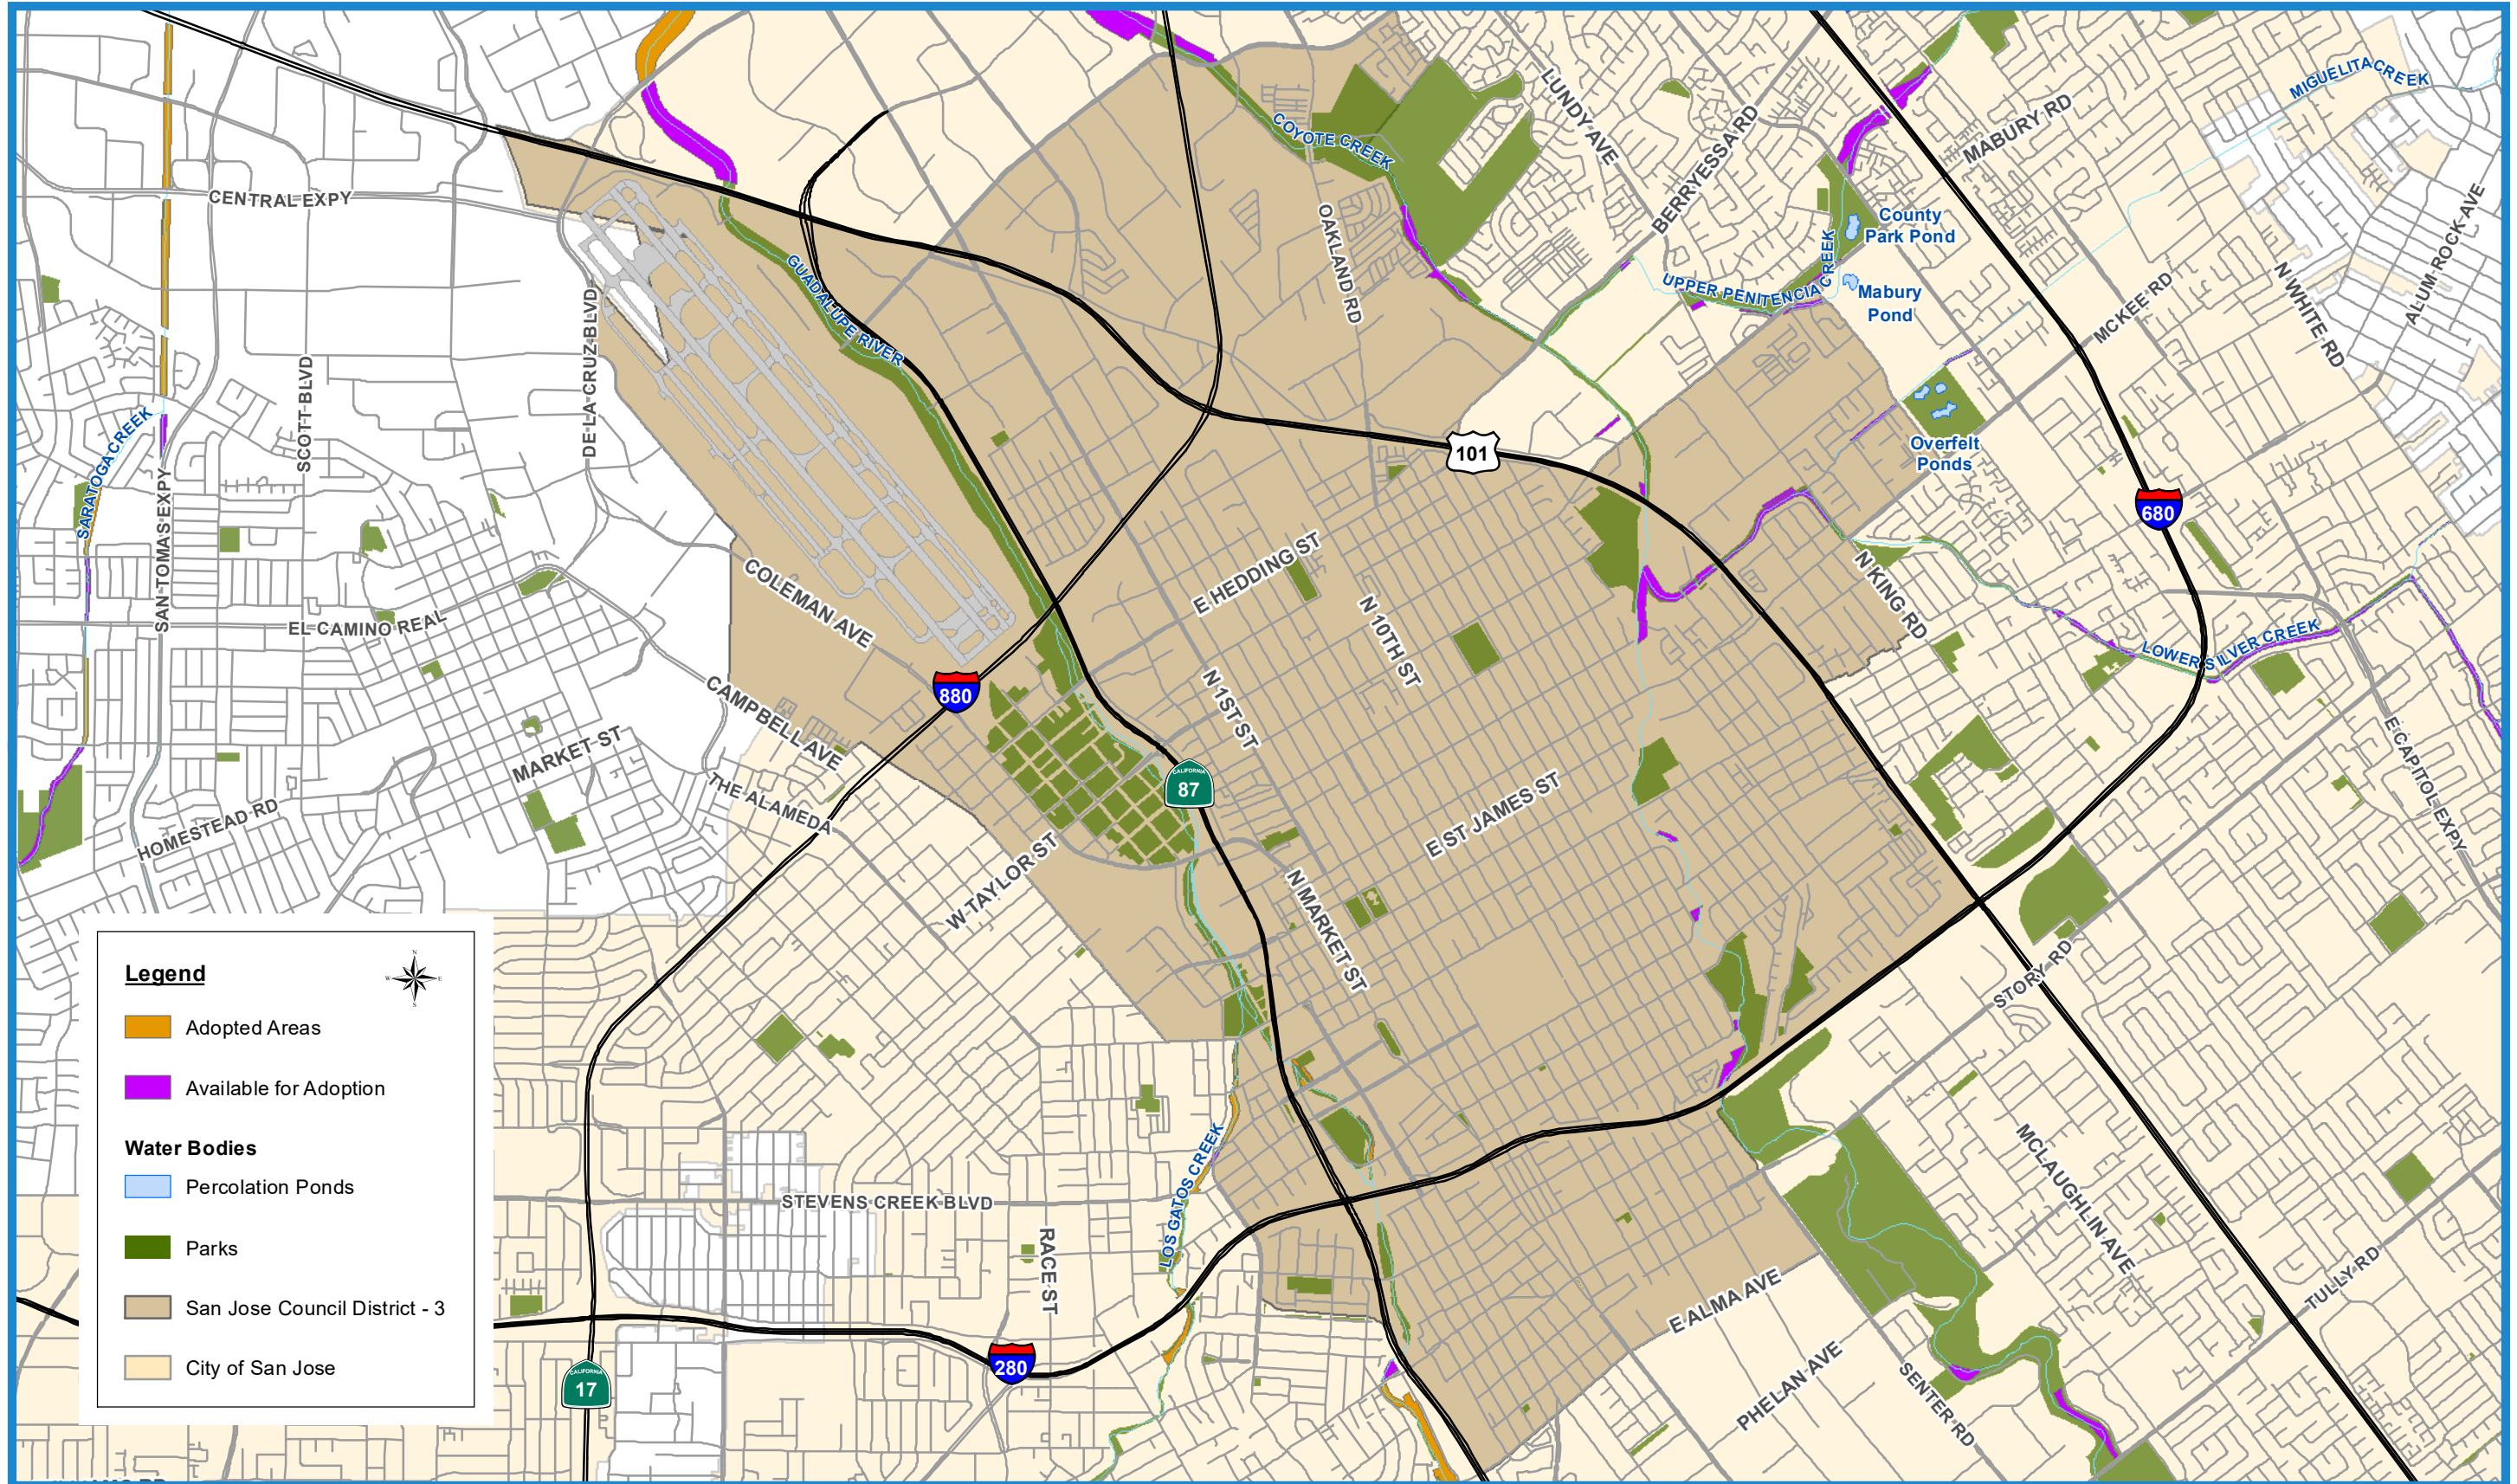 MIGUELITA CREEK
LUNDY AVE
BERRYESSA RD
MABURY RD
COYOTE CREEK
CENTRAL EXPY
ALUM ROCK AVE
OAKLAND RD
County
Park Pond
GUADALUPE RIVER
UPPER PENITENCIA CREEK
Mabury
Pond
N WHITE RD
MCKEE RD
DE LA CRUZ BLVD
SCOTT BLVD
SARATOGA CREEK
SAN TOMAS EXPY
101
Overfelt
Ponds
680
COLEMAN AVE
E HEDDING ST
N 10TH ST
N KING RD
EL CAMINO REAL
LOWER SILVER CREEK
880
N 1ST ST
CAMPBELL AVE
MARKET ST
E CAPITOL EXPY
CALIFORNIA
87
THE ALAMEDA
HOMESTEAD RD
E ST JAMES ST
W TAYLOR ST
N MARKET ST
STORY RD
Legend
N
W
E
S
Adopted Areas
Available for Adoption
Water Bodies
Percolation Ponds
Parks
San Jose Council District - 3
City of San Jose
LOS GATOS CREEK
STEVENS CREEK BLVD
RACE ST
MCLAUGHLIN AVE
TULLY RD
E ALMA AVE
PHELAN AVE
SENTER RD
280
CALIFORNIA
17